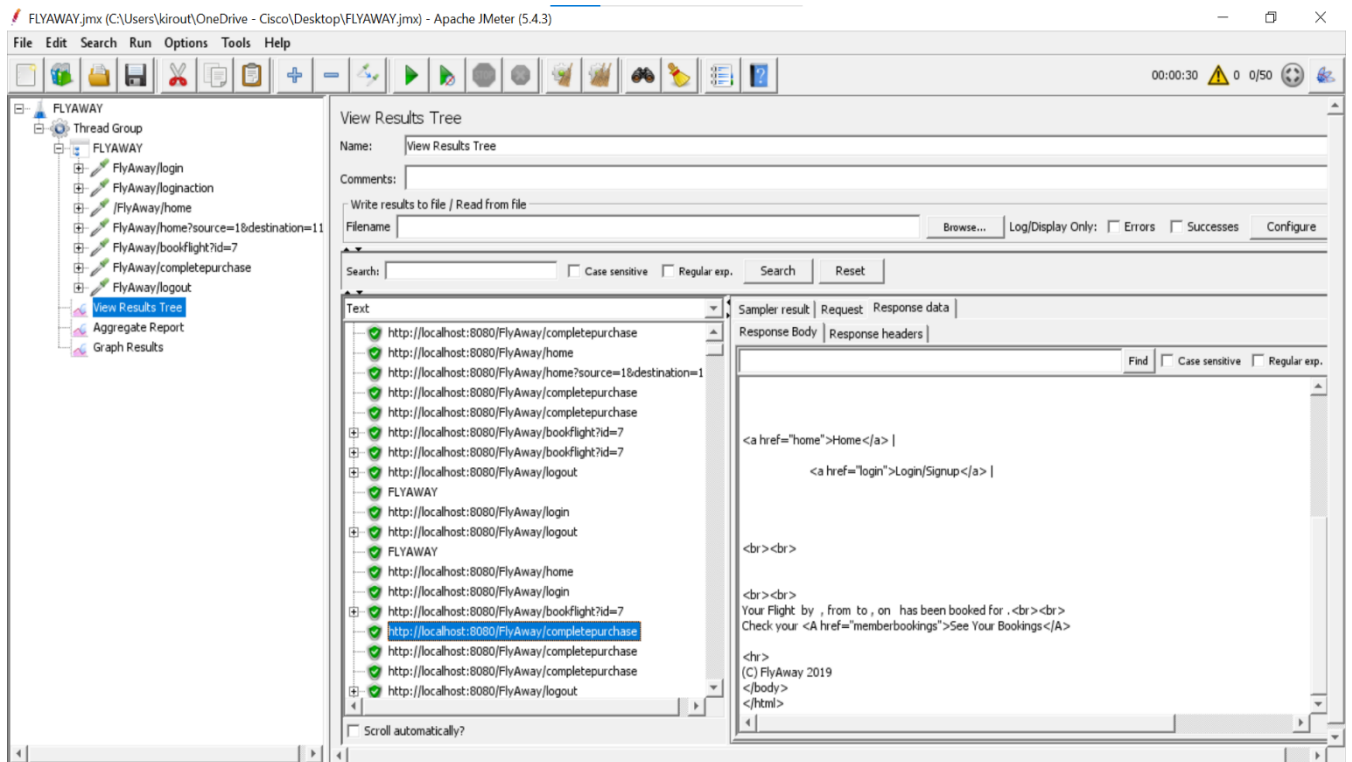 FLYAWAY.jmx (C:\Users\kirout\OneDrive - Cisco\Desktop\FLYAWAY.jmx) - Apache JMeter (5.4.3)
File Edit Search Run Options Tools Help
00:00:30 0 0/50
FLYAWAY
Thread Group
FLYAWAY
FlyAway/login
FlyAway/loginaction
/FlyAway/home
FlyAway/home?source=1&destination=11
FlyAway/bookflight?id=7
FlyAway/completepurchase
FlyAway/logout
View Results Tree
Aggregate Report
Graph Results
View Results Tree
Name: View Results Tree
Comments:
Write results to file / Read from file
Filename Browse... Log/Display Only: Errors Successes Configure
Search: Case sensitive Regular exp. Search Reset
Text
http://localhost:8080/FlyAway/completepurchase
http://localhost:8080/FlyAway/home
http://localhost:8080/FlyAway/home?source=1&destination=1
http://localhost:8080/FlyAway/completepurchase
http://localhost:8080/FlyAway/completepurchase
http://localhost:8080/FlyAway/bookflight?id=7
http://localhost:8080/FlyAway/bookflight?id=7
http://localhost:8080/FlyAway/logout
FLYAWAY
http://localhost:8080/FlyAway/login
http://localhost:8080/FlyAway/logout
FLYAWAY
http://localhost:8080/FlyAway/home
http://localhost:8080/FlyAway/login
http://localhost:8080/FlyAway/bookflight?id=7
http://localhost:8080/FlyAway/completepurchase
http://localhost:8080/FlyAway/completepurchase
http://localhost:8080/FlyAway/completepurchase
http://localhost:8080/FlyAway/logout
Scroll automatically?
Sampler result Request Response data
Response Body Response headers
Find Case sensitive Regular exp.
<a href="home">Home</a> |
<a href="login">Login/Signup</a> |
<br><br>
<br><br>
Your Flight by , from to , on has been booked for .<br><br>
Check your <A href="memberbookings">See Your Bookings</A>
<hr>
(C) FlyAway 2019
</body>
</html>